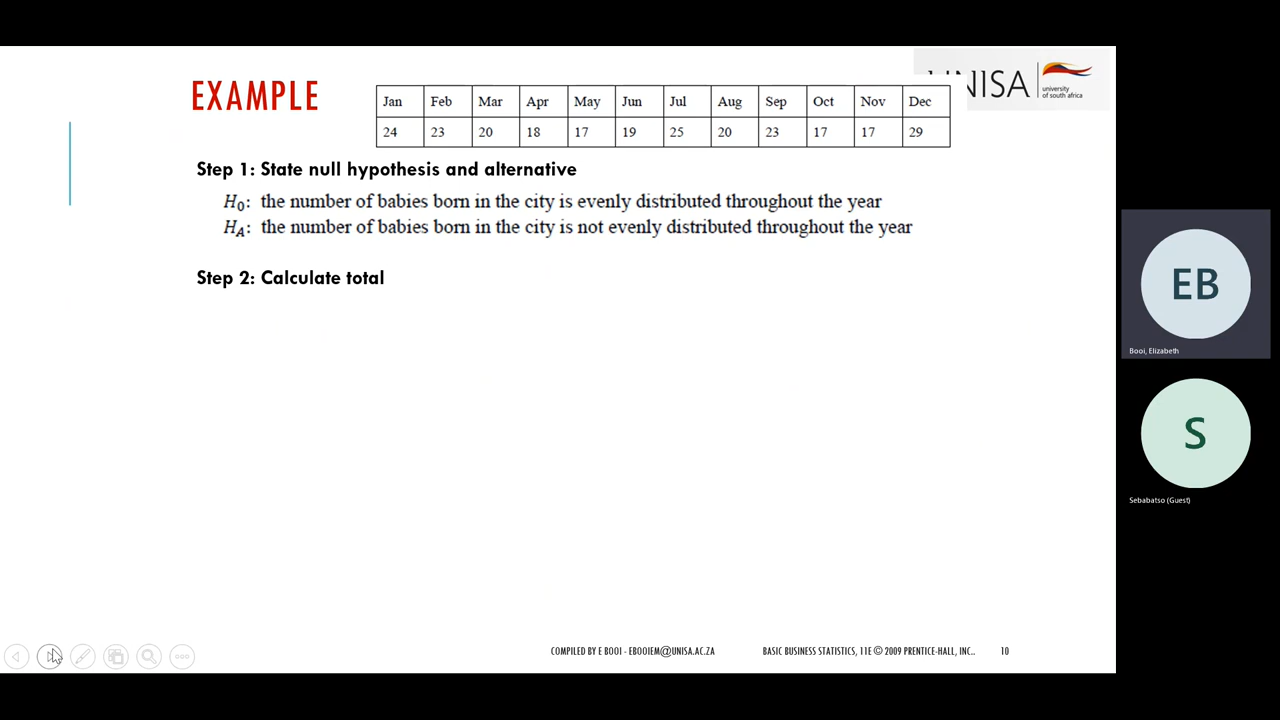 EXAMPLE
Jan Feb Mar Apr May Jun Jul Aug Sep Oct Nov Dec
24 23 20 18 17 19 25 20 23 17 17 29
UNISA
university
of south africa
Step 1: State null hypothesis and alternative
H0: the number of babies born in the city is evenly distributed throughout the year
HA: the number of babies born in the city is not evenly distributed throughout the year
Step 2: Calculate total
EB
Booi, Elizabeth
S
Sebabatso (Guest)
COMPILED BY E BOOI - EBOOIEM@UNISA.AC.ZA BASIC BUSINESS STATISTICS, 11E © 2009 PRENTICE-HALL, INC.. 10